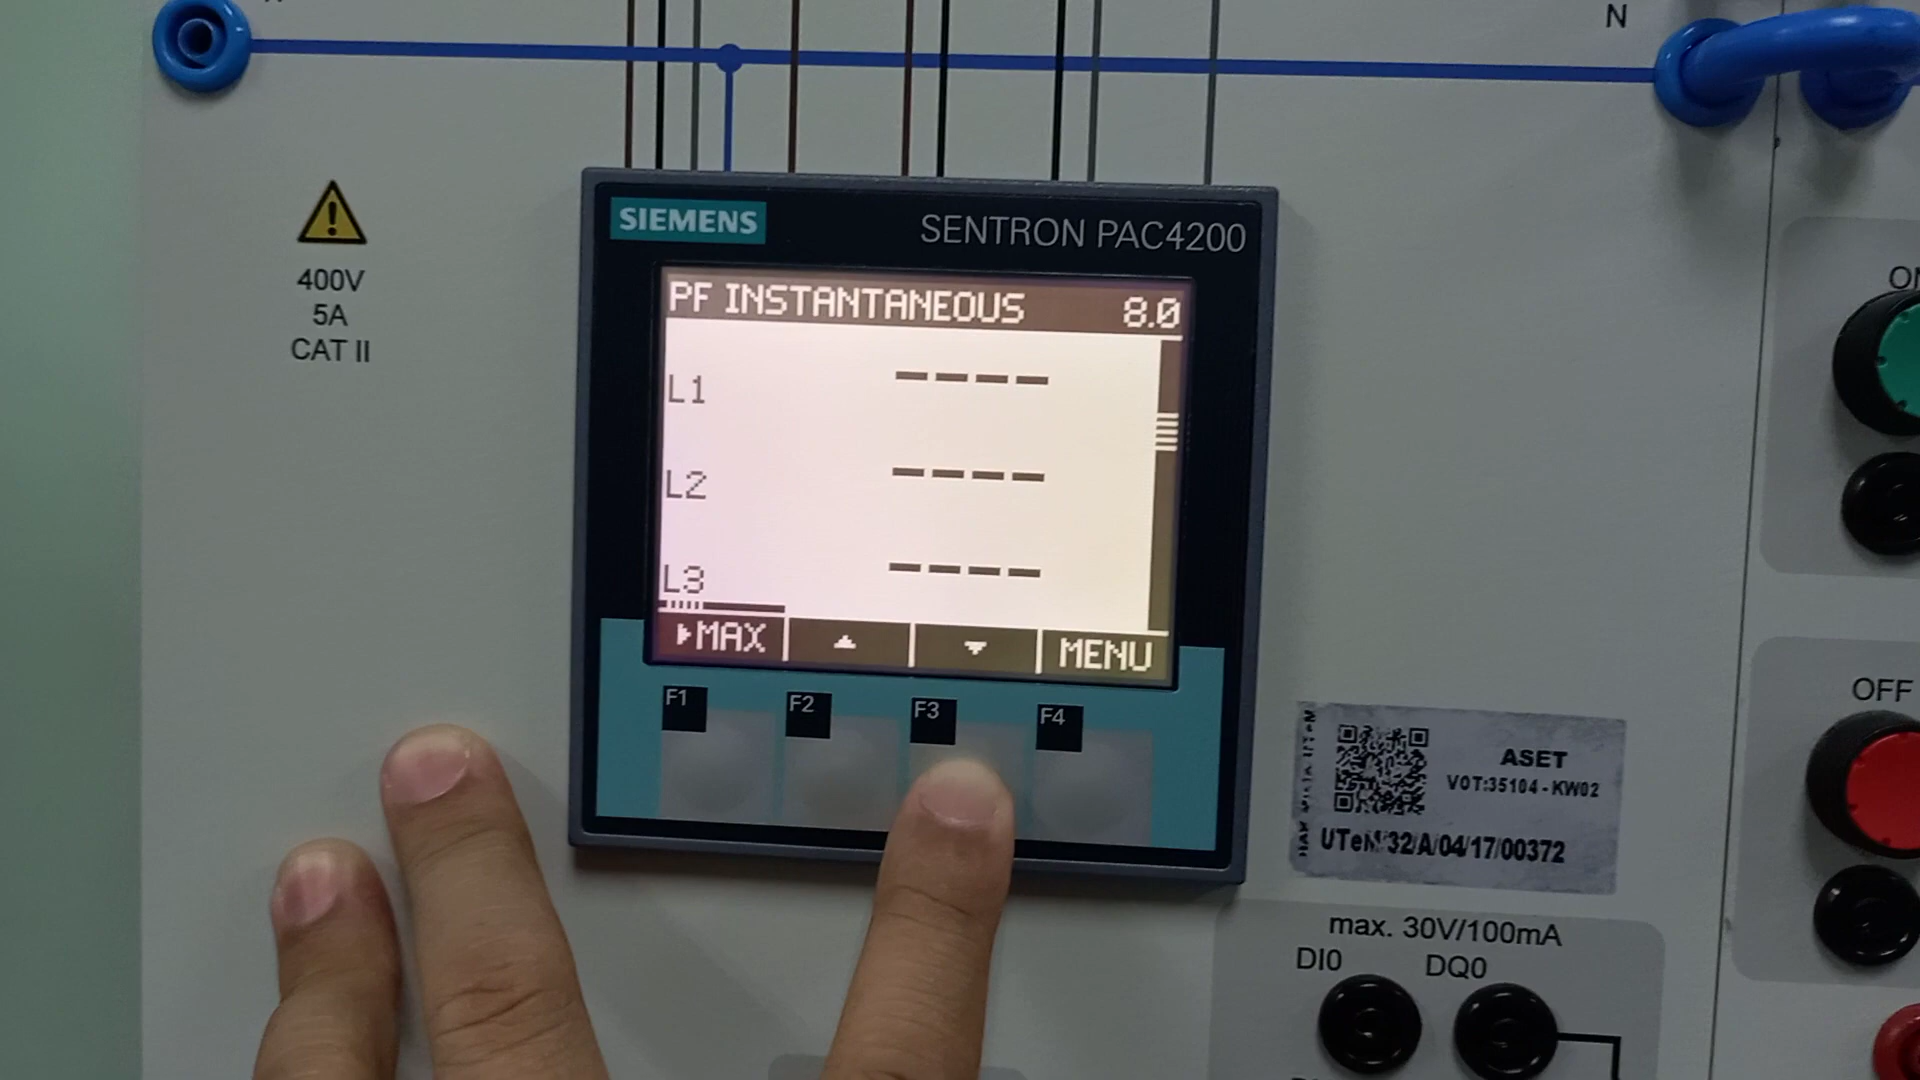 N
SIEMENS
SENTRON PAC4200
400V
5A
CAT II
PF INSTANTANEOUS 8.0
L1 ----
L2 ----
L3 ----
▶MAX ▲ ▼ MENU
F1 F2 F3 F4
ASET
VOT:35104-KW02
UTeM/32/A/04/17/00372
OFF
max. 30V/100mA
DI0 DQ0